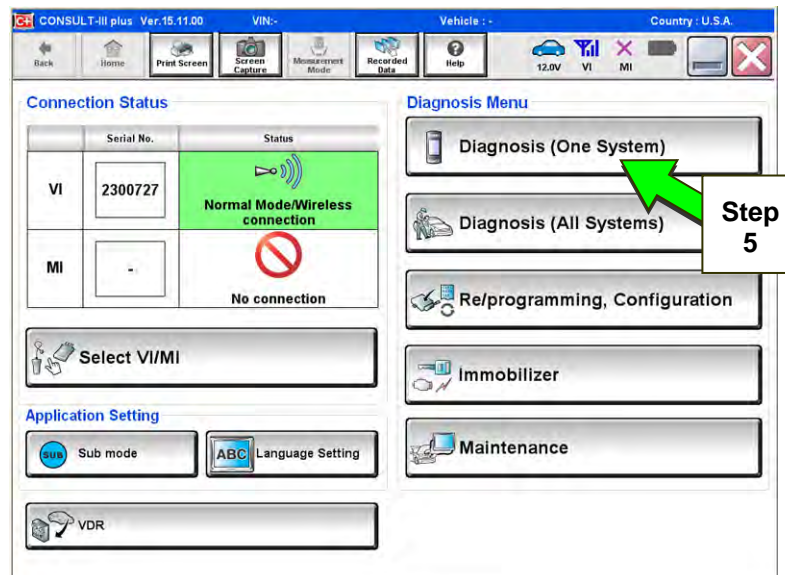 C+ CONSULT-III plus Ver.15.11.00 VIN:- Vehicle : - Country : U.S.A.
Back
Home
Print Screen
Screen
Capture
Measurement
Mode
Recorded
Data
Help
12.0V
VI
MI
Connection Status
Serial No.
Status
VI
2300727
Normal Mode/Wireless
connection
MI
-
No connection
Select VI/MI
Application Setting
SUB Sub mode
ABC Language Setting
VDR
Diagnosis Menu
Diagnosis (One System)
Step
5
Diagnosis (All Systems)
Re/programming, Configuration
Immobilizer
Maintenance